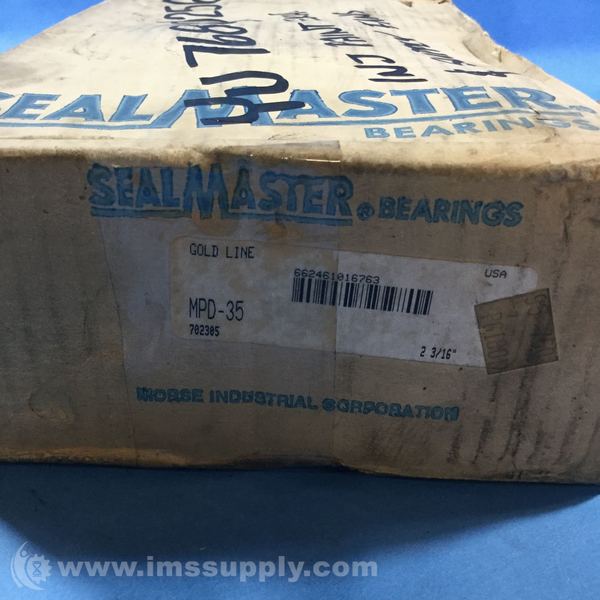 SEALMASTER
BEARINGS
SEALMASTER® BEARINGS
GOLD LINE
662461016763
USA
MPD-35
702305
2 3/16"
MORSE INDUSTRIAL CORPORATION
www.imssupply.com